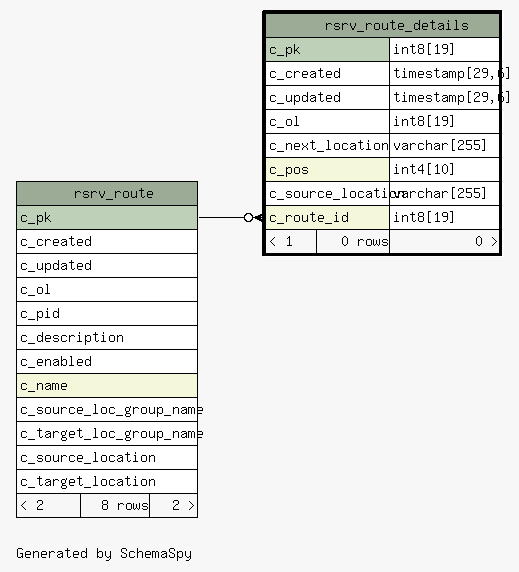 rsrv_route_details
c_pk int8[19]
c_created timestamp[29,6]
c_updated timestamp[29,6]
c_ol int8[19]
c_next_location varchar[255]
c_pos int4[10]
c_source_location varchar[255]
c_route_id int8[19]
< 1 0 rows 0 >
rsrv_route
c_pk
c_created
c_updated
c_ol
c_pid
c_description
c_enabled
c_name
c_source_loc_group_name
c_target_loc_group_name
c_source_location
c_target_location
< 2 8 rows 2 >
Generated by SchemaSpy